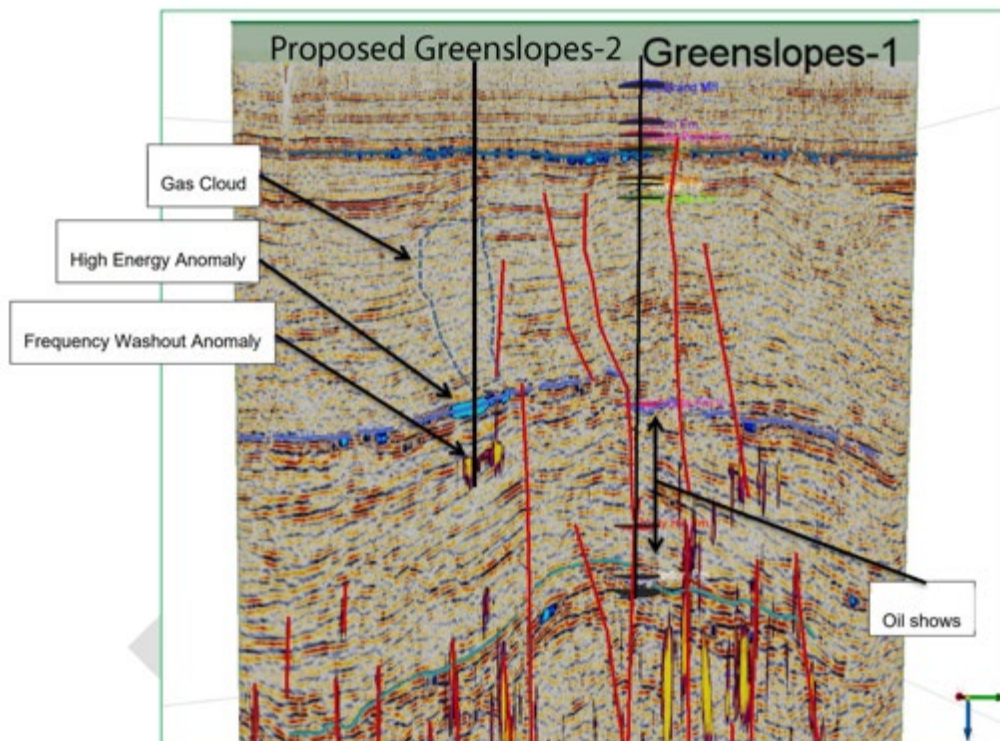 Proposed Greenslopes-2
Greenslopes-1
Gas Cloud
High Energy Anomaly
Frequency Washout Anomaly
Oil shows